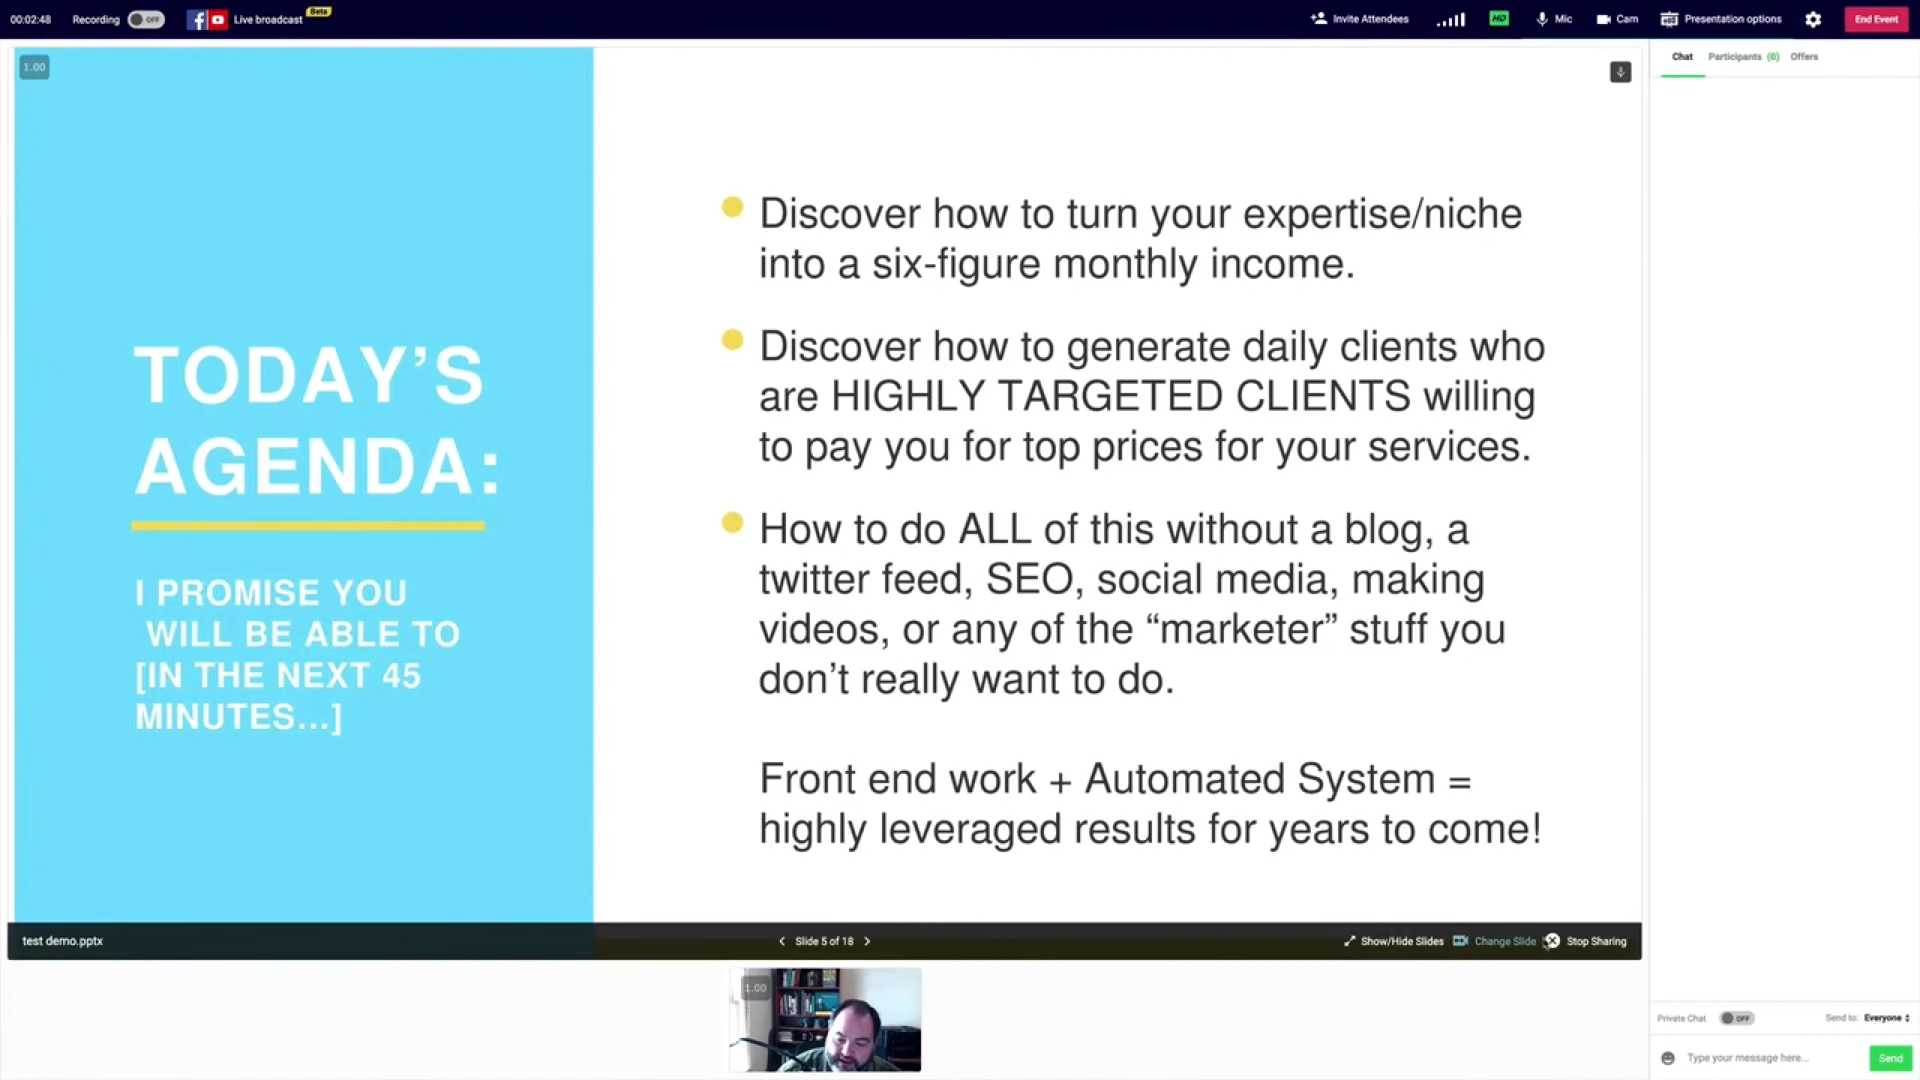 00:02:48 Recording OFF Live broadcast Beta Invite Attendees HD Mic Cam Presentation options End Event
Chat Participants (0) Offers
1.00
TODAY’S
AGENDA:
I PROMISE YOU
WILL BE ABLE TO
[IN THE NEXT 45
MINUTES...]
Discover how to turn your expertise/niche
into a six-figure monthly income.
Discover how to generate daily clients who
are HIGHLY TARGETED CLIENTS willing
to pay you for top prices for your services.
How to do ALL of this without a blog, a
twitter feed, SEO, social media, making
videos, or any of the “marketer” stuff you
don’t really want to do.
Front end work + Automated System =
highly leveraged results for years to come!
test demo.pptx Slide 5 of 18 Show/Hide Slides Change Slide Stop Sharing
1.00
Private Chat OFF Send to: Everyone
Type your message here... Send